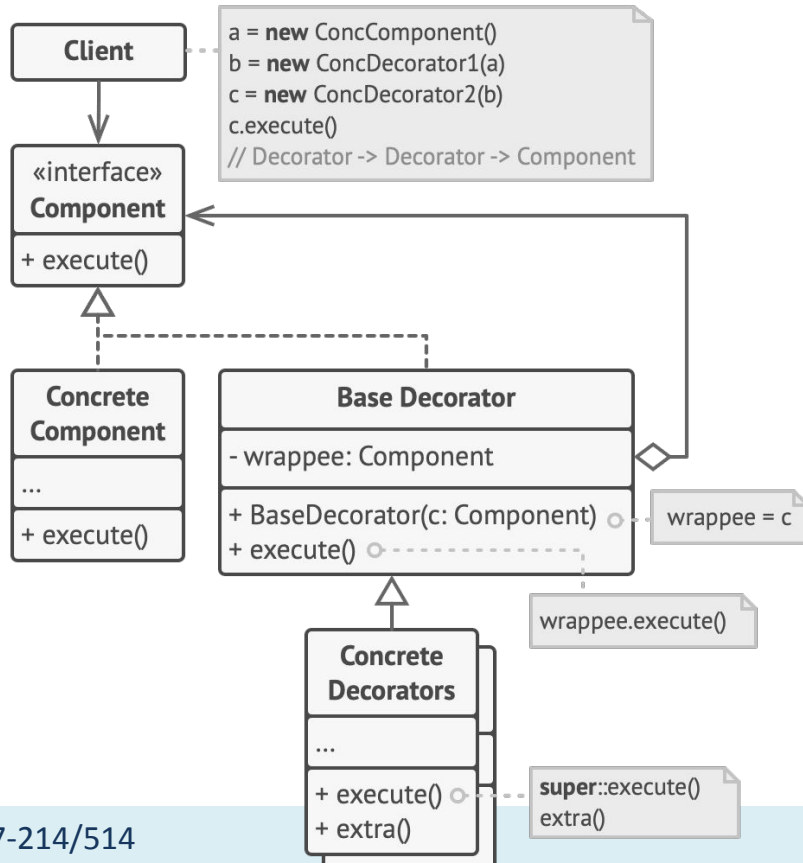 Client
a = new ConcComponent()
b = new ConcDecorator1(a)
c = new ConcDecorator2(b)
c.execute()
// Decorator -> Decorator -> Component
«interface»
Component
+ execute()
Concrete
Component
...
+ execute()
Base Decorator
- wrappee: Component
+ BaseDecorator(c: Component)
+ execute()
wrappee = c
wrappee.execute()
Concrete
Decorators
...
+ execute()
+ extra()
super::execute()
extra()
7-214/514